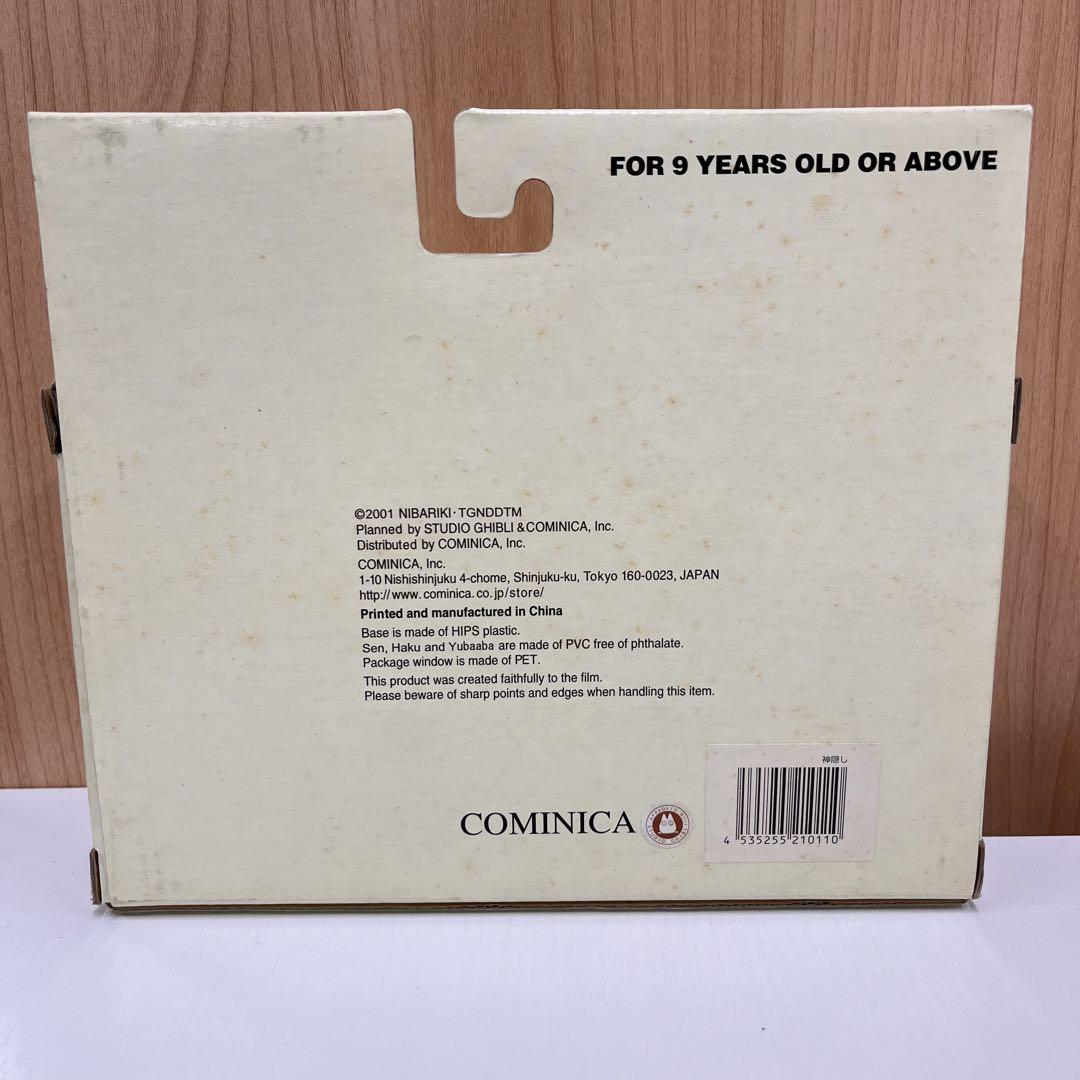 FOR 9 YEARS OLD OR ABOVE
©2001 NIBARIKI・TGNDDTM
Planned by STUDIO GHIBLI & COMINICA, Inc.
Distributed by COMINICA, Inc.
COMINICA, Inc.
1-10 Nishishinjuku 4-chome, Shinjuku-ku, Tokyo 160-0023, JAPAN
http://www.cominica.co.jp/store/
Printed and manufactured in China
Base is made of HIPS plastic.
Sen, Haku and Yubaaba are made of PVC free of phthalate.
Package window is made of PET.
This product was created faithfully to the film.
Please beware of sharp points and edges when handling this item.
神隠し
4 535255 210110
COMINICA